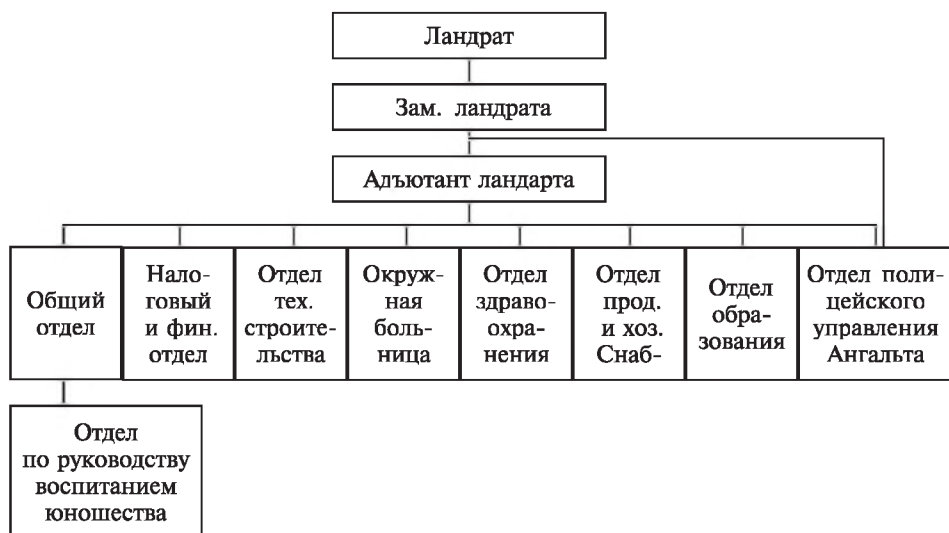 Ландрат
Зам. ландрата
Адъютант ландарта
Общий
отдел
Нало-
говый
и фин.
отдел
Отдел
тех.
строите-
льства
Окруж-
ная
боль-
ница
Отдел
здраво-
охра-
нения
Отдел
прод.
и хоз.
Снаб-
Отдел
обра-
зования
Отдел поли-
цейского
управления
Ангальта
Отдел
по руководству
воспитанием
юношества